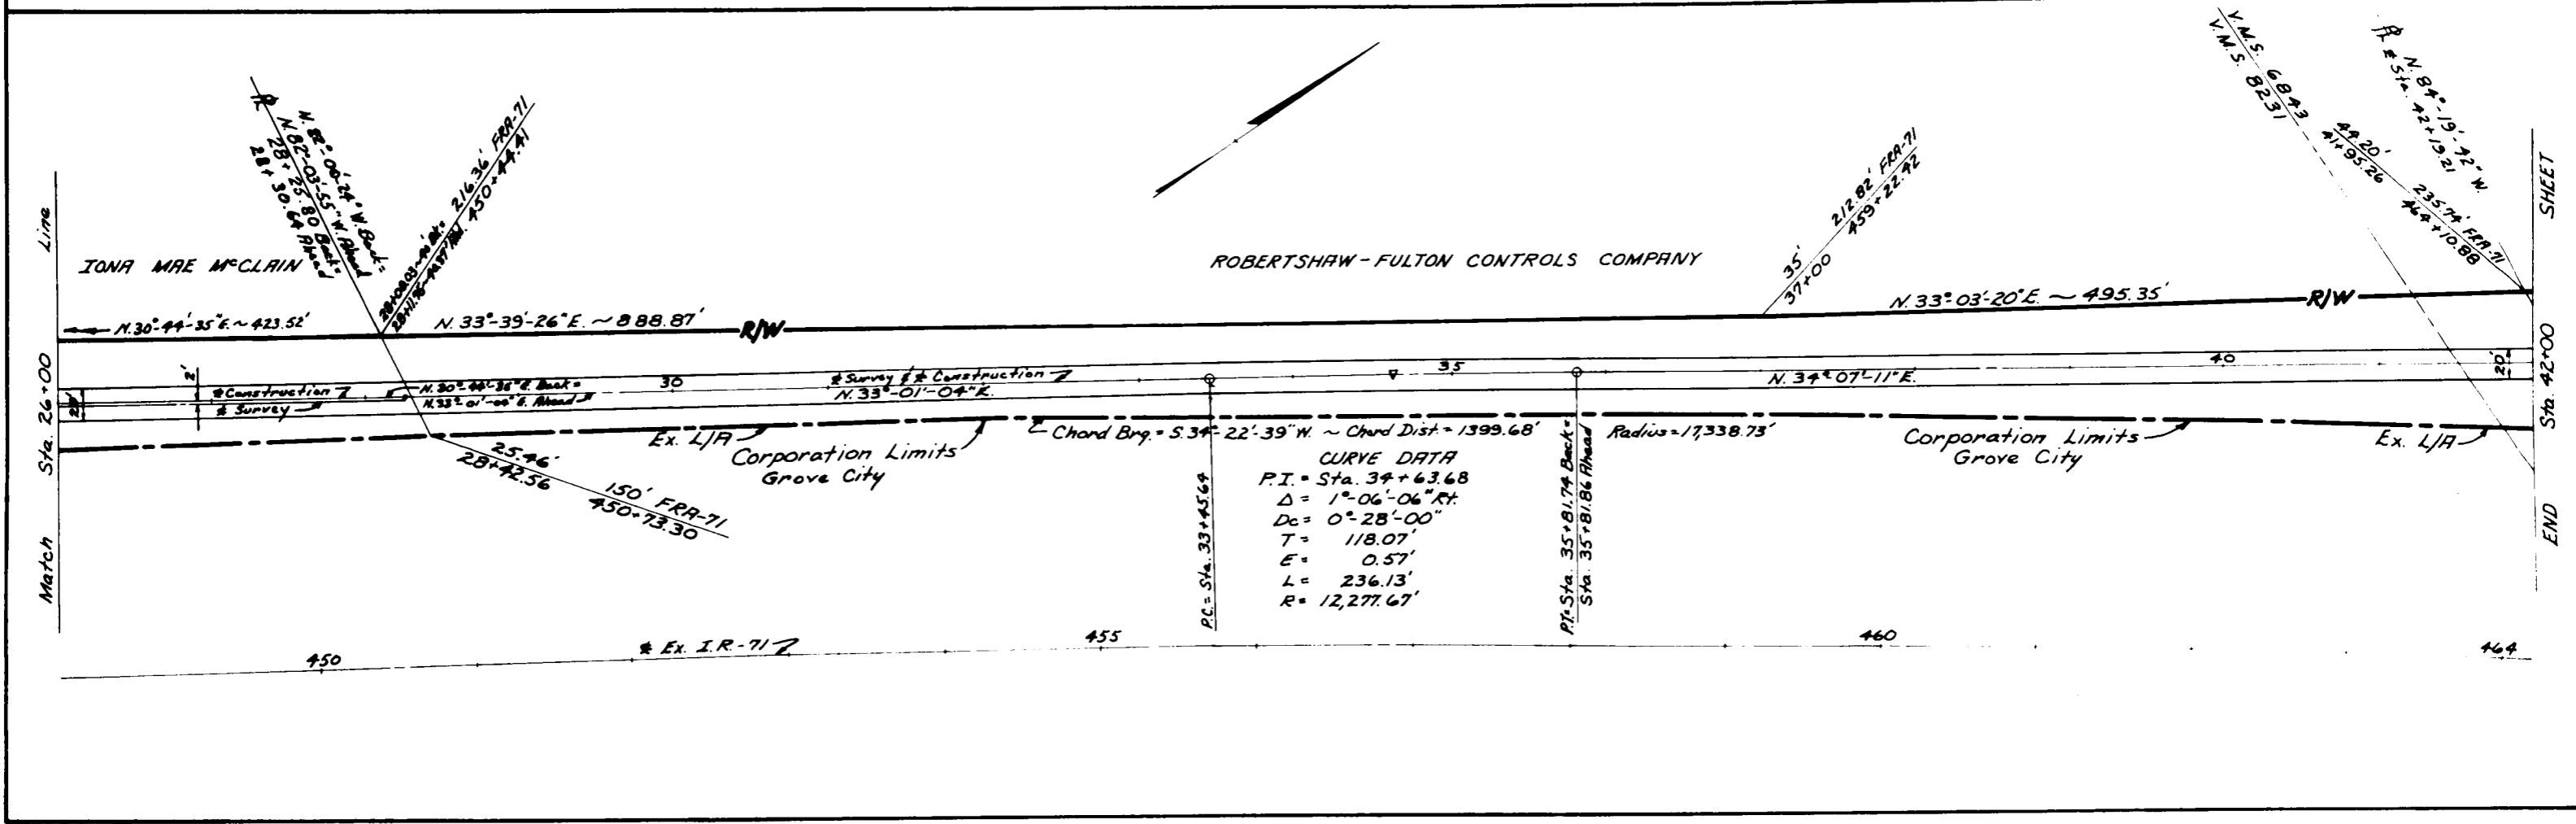 Line
Sta. 26+00
Match
IONA MAE McCLAIN
N. 82°-03'-55" W. Ahead
28+25.80 Back=
28+30.64 Ahead
216.36' FRA-71
450+44.41
N. 30°-44'-35" E. ~ 423.52'
N. 33°-39'-26" E. ~ 888.87'
R/W
2'
℄ Construction
℄ Survey
N. 33°-01'-04" E. Ahead
30
℄ Survey & ℄ Construction
N. 33°-01'-04" E.
25.46'
28+42.56
150' FRA-71
450+73.30
Ex. L/A
Corporation Limits
Grove City
ROBERTSHAW-FULTON CONTROLS COMPANY
35'
37+00
212.82' FRA-71
459+22.42
V.M.S. 6843
V.M.S. 8231
44.20'
41+95.26
235.74' FRA-71
464+10.88
N. 84°-19'-42" W.
℄ Sta. 42+19.21
N. 33°-03'-20" E. ~ 495.35'
R/W
35
40
N. 34°-07'-11" E.
20'
Chord Brg. = S. 34°-22'-39" W. ~ Chord Dist. = 1399.68'
Radius = 17,338.73'
CURVE DATA
P.I. = Sta. 34+63.68
Δ = 1°-06'-06" Rt.
Dc = 0°-28'-00"
T = 118.07'
E = 0.57'
L = 236.13'
R = 12,277.67'
P.C. = Sta. 33+45.64
P.T. = Sta. 35+81.74 Back =
Sta. 35+81.86 Ahead
Corporation Limits
Grove City
Ex. L/A
SHEET
Sta. 42+00
END
450
℄ Ex. I.R.-71
455
460
464